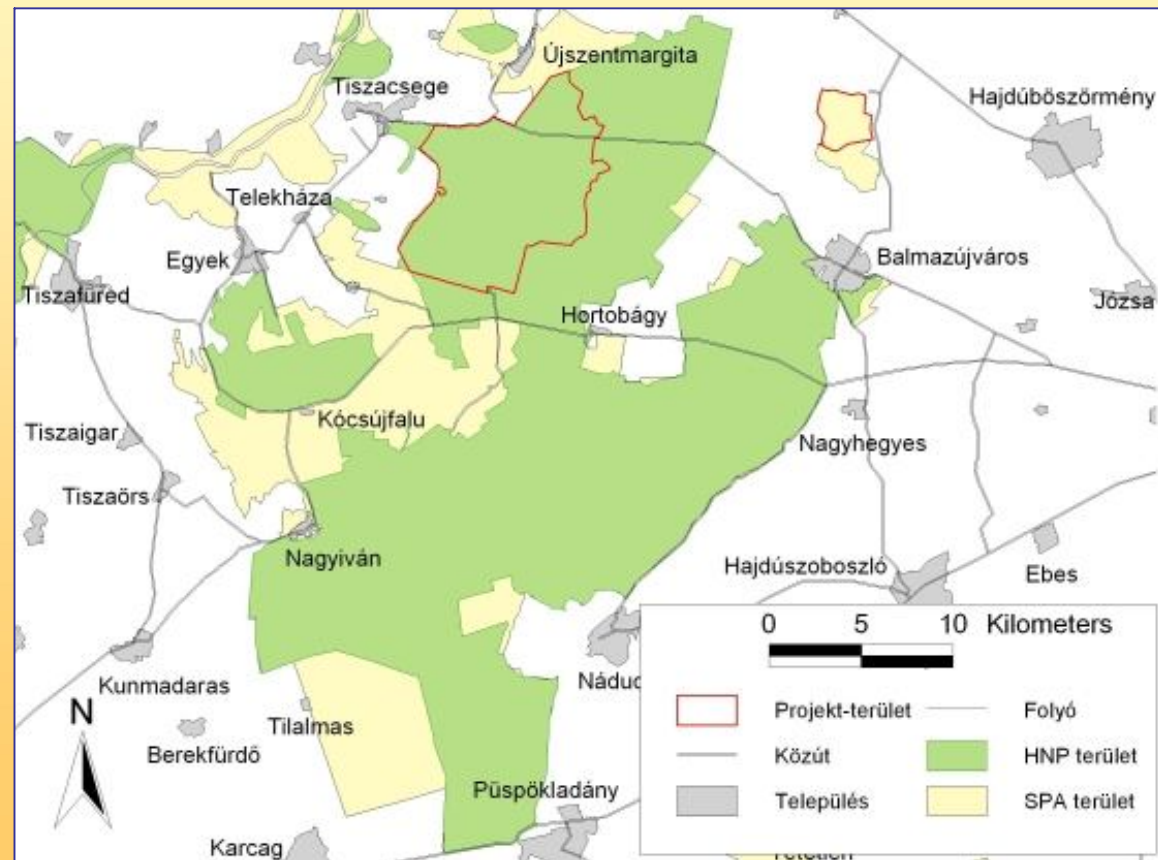 Újszentmargita
Tiszacsege
Hajdúböszörmény
Telekháza
Egyek
Balmazújváros
Tiszafüred
Józsa
Hortobágy
Kócsújfalu
Tiszaigar
Nagyhegyes
Tiszaörs
Nagyiván
Hajdúszoboszló
Ebes
0 5 10 Kilometers
Kunmadaras
Náduc
Projekt-terület
Folyó
N
Tilalmas
Berekfürdő
Közút
HNP terület
Püspökladány
Település
SPA terület
Karcag